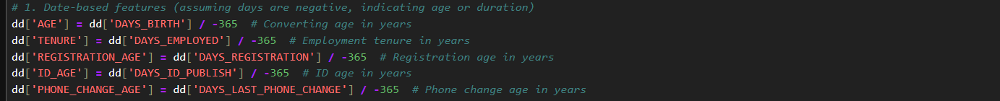 # 1. Date-based features (assuming days are negative, indicating age or duration)
dd['AGE'] = dd['DAYS_BIRTH'] / -365  # Converting age in years
dd['TENURE'] = dd['DAYS_EMPLOYED'] / -365  # Employment tenure in years
dd['REGISTRATION_AGE'] = dd['DAYS_REGISTRATION'] / -365  # Registration age in years
dd['ID_AGE'] = dd['DAYS_ID_PUBLISH'] / -365  # ID age in years
dd['PHONE_CHANGE_AGE'] = dd['DAYS_LAST_PHONE_CHANGE'] / -365  # Phone change age in years